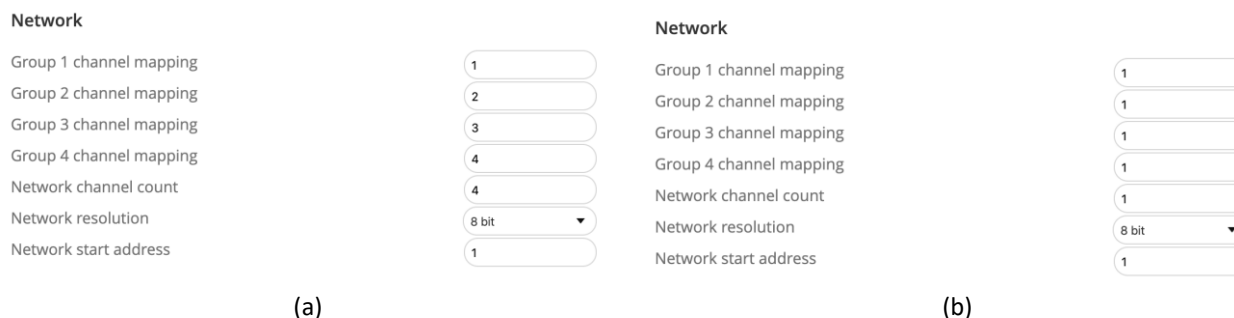 Network
Group 1 channel mapping 1
Group 2 channel mapping 2
Group 3 channel mapping 3
Group 4 channel mapping 4
Network channel count 4
Network resolution 8 bit
Network start address 1
(a)
Network
Group 1 channel mapping 1
Group 2 channel mapping 1
Group 3 channel mapping 1
Group 4 channel mapping 1
Network channel count 1
Network resolution 8 bit
Network start address 1
(b)